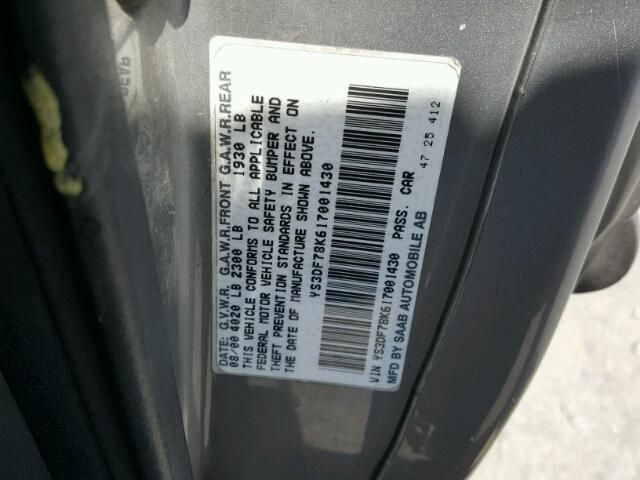 DATE: G.V.W.R. G.A.W.R.FRONT G.A.W.R.REAR
08/00 4020 LB 2300 LB 1930 LB
THIS VEHICLE CONFORMS TO ALL APPLICABLE
FEDERAL MOTOR VEHICLE SAFETY BUMPER AND
THEFT PREVENTION STANDARDS IN EFFECT ON
THE DATE OF MANUFACTURE SHOWN ABOVE.
YS3DF78K617001430
VIN YS3DF78K617001430 PASS. CAR
MFD BY SAAB AUTOMOBILE AB
47 25 412